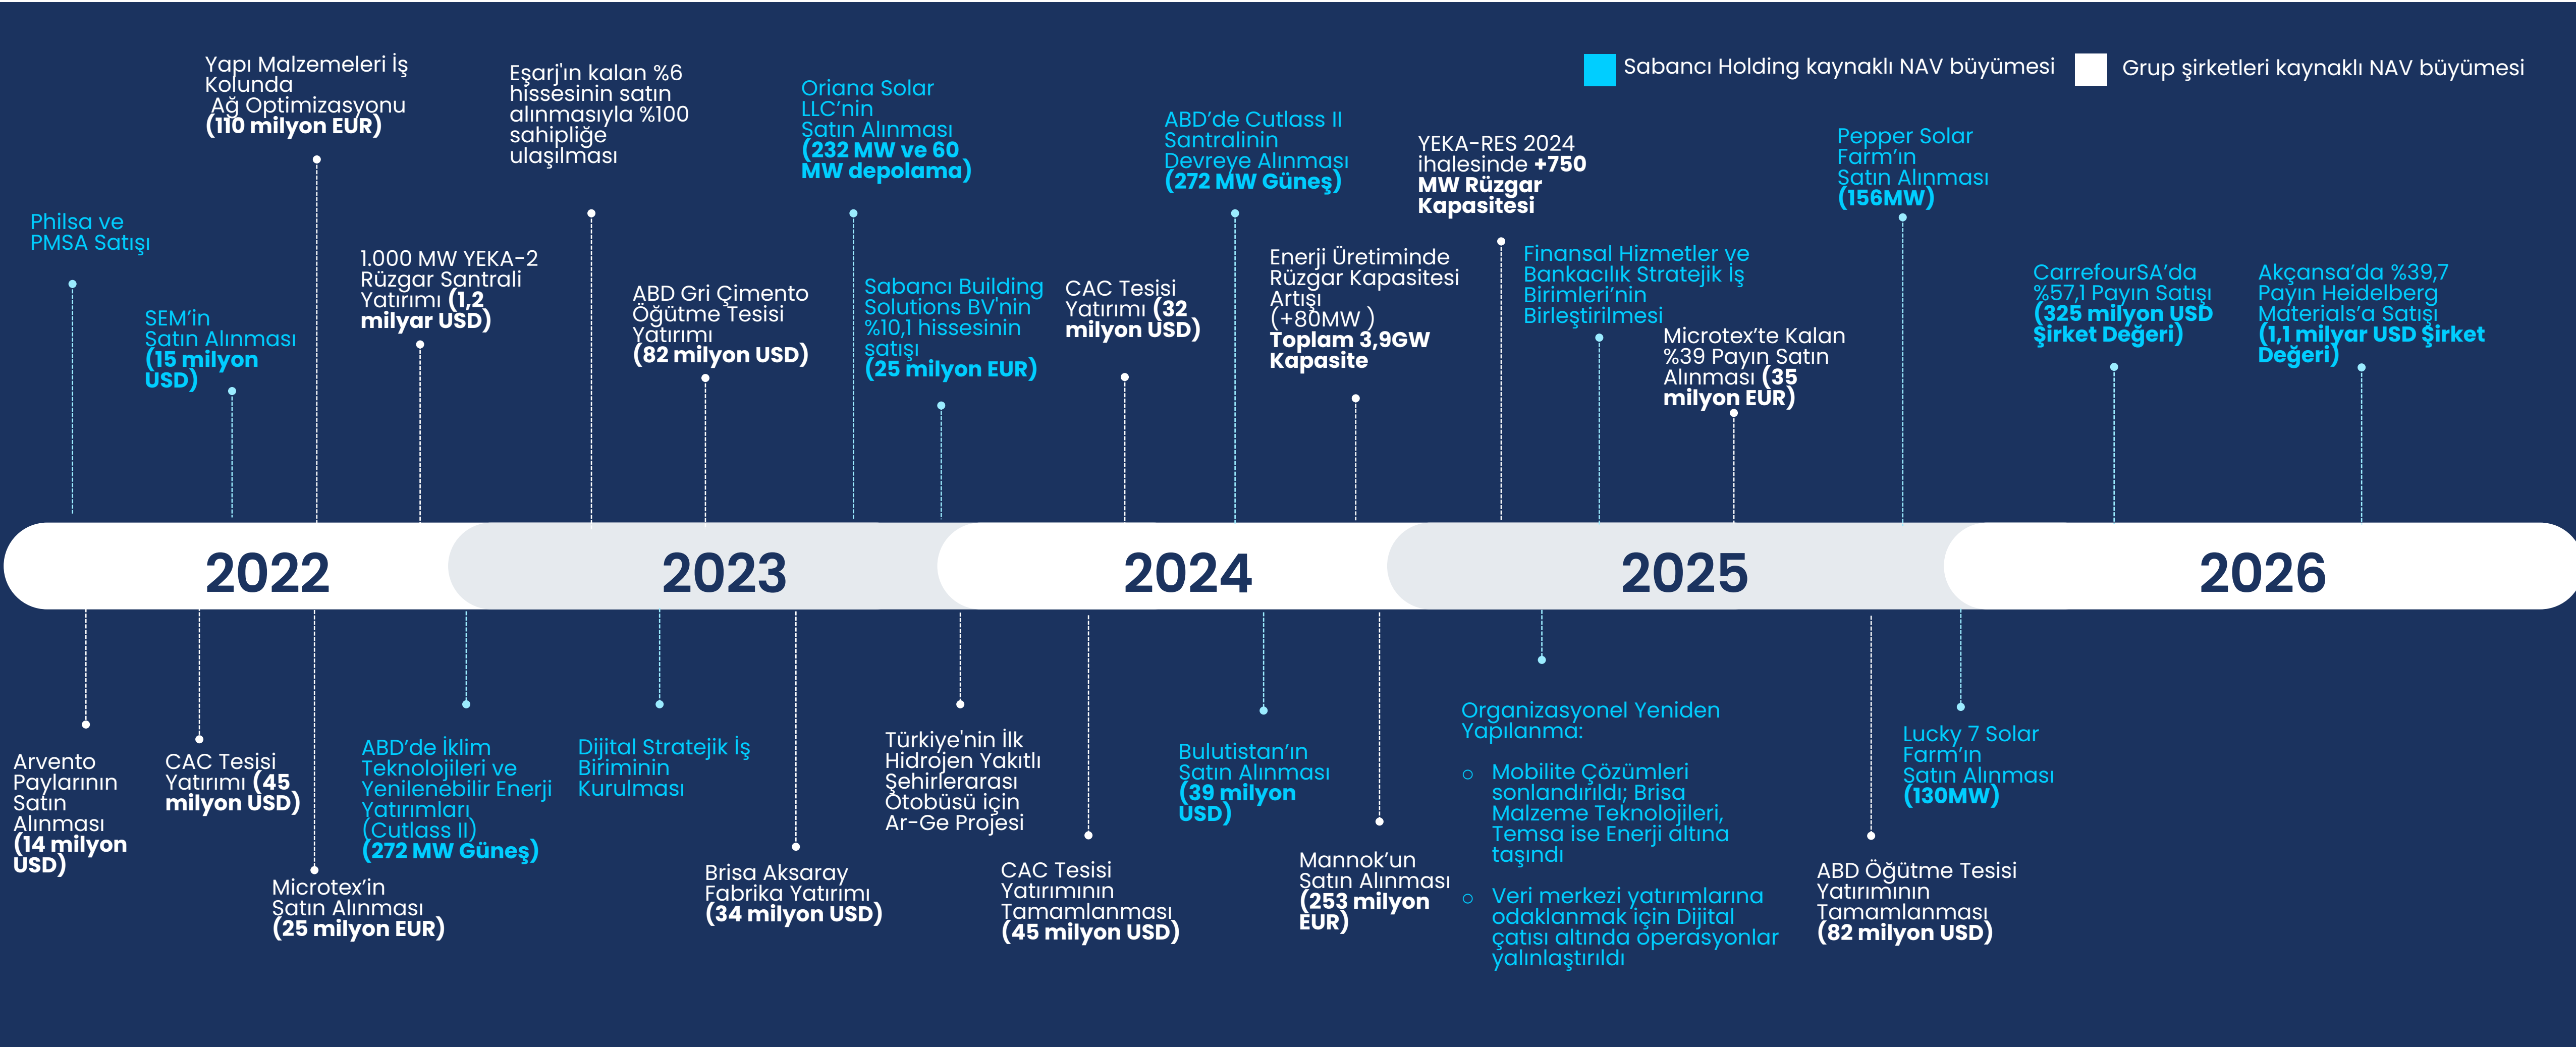 Sabancı Holding kaynaklı NAV büyümesi
Grup şirketleri kaynaklı NAV büyümesi
Philsa ve
PMSA Satışı
SEM’in
Satın Alınması
(15 milyon
USD)
Yapı Malzemeleri İş
Kolunda
Ağ Optimizasyonu
(110 milyon EUR)
1.000 MW YEKA-2
Rüzgar Santrali
Yatırımı (1,2
milyar USD)
Eşarj'ın kalan %6
hissesinin satın
alınmasıyla %100
sahipliğe
ulaşılması
ABD Gri Çimento
Öğütme Tesisi
Yatırımı
(82 milyon USD)
Oriana Solar
LLC’nin
Satın Alınması
(232 MW ve 60
MW depolama)
Sabancı Building
Solutions BV'nin
%10,1 hissesinin
satışı
(25 milyon EUR)
CAC Tesisi
Yatırımı (32
milyon USD)
ABD’de Cutlass II
Santralinin
Devreye Alınması
(272 MW Güneş)
Enerji Üretiminde
Rüzgar Kapasitesi
Artışı
(+80MW )
Toplam 3,9GW
Kapasite
YEKA-RES 2024
ihalesinde +750
MW Rüzgar
Kapasitesi
Finansal Hizmetler ve
Bankacılık Stratejik İş
Birimleri’nin
Birleştirilmesi
Microtex’te Kalan
%39 Payın Satın
Alınması (35
milyon EUR)
Pepper Solar
Farm’ın
Satın Alınması
(156MW)
CarrefourSA’da
%57,1 Payın Satışı
(325 milyon USD
Şirket Değeri)
Akçansa’da %39,7
Payın Heidelberg
Materials’a Satışı
(1,1 milyar USD Şirket
Değeri)
2022
2023
2024
2025
2026
Arvento
Paylarının
Satın
Alınması
(14 milyon
USD)
CAC Tesisi
Yatırımı (45
milyon USD)
Microtex’in
Satın Alınması
(25 milyon EUR)
ABD’de İklim
Teknolojileri ve
Yenilenebilir Enerji
Yatırımları
(Cutlass II)
(272 MW Güneş)
Dijital Stratejik İş
Biriminin
Kurulması
Brisa Aksaray
Fabrika Yatırımı
(34 milyon USD)
Türkiye'nin İlk
Hidrojen Yakıtlı
Şehirlerarası
Otobüsü için
Ar-Ge Projesi
CAC Tesisi
Yatırımının
Tamamlanması
(45 milyon USD)
Bulutistan’ın
Satın Alınması
(39 milyon
USD)
Mannok’un
Satın Alınması
(253 milyon
EUR)
Organizasyonel Yeniden
Yapılanma:
○ Mobilite Çözümleri
sonlandırıldı; Brisa
Malzeme Teknolojileri,
Temsa ise Enerji altına
taşındı
○ Veri merkezi yatırımlarına
odaklanmak için Dijital
çatısı altında operasyonlar
yalınlaştırıldı
ABD Öğütme Tesisi
Yatırımının
Tamamlanması
(82 milyon USD)
Lucky 7 Solar
Farm’ın
Satın Alınması
(130MW)